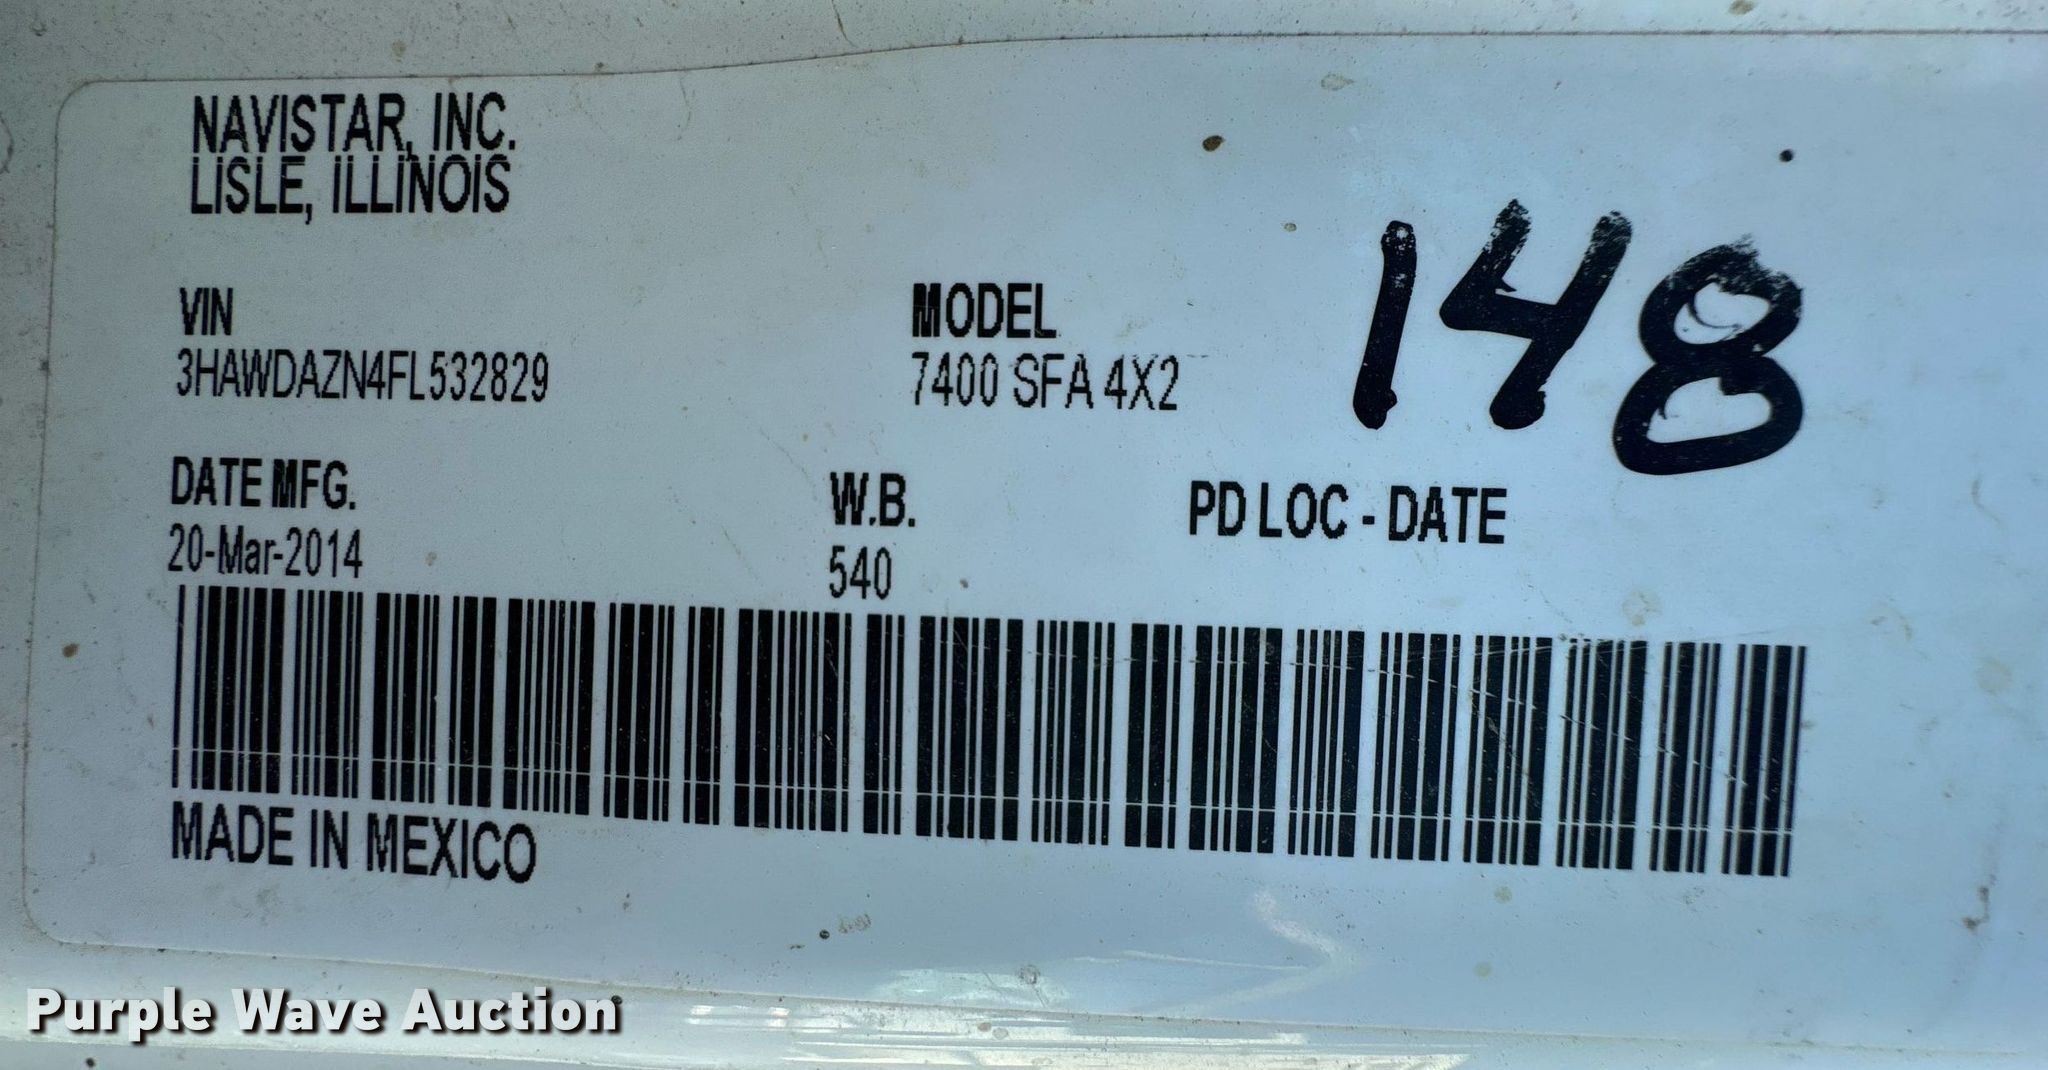 NAVISTAR, INC.
LISLE, ILLINOIS
148
VIN
3HAWDAZN4FL532829
MODEL
7400 SFA 4X2
DATE MFG.
20-Mar-2014
W.B.
540
PD LOC - DATE
MADE IN MEXICO
Purple Wave Auction